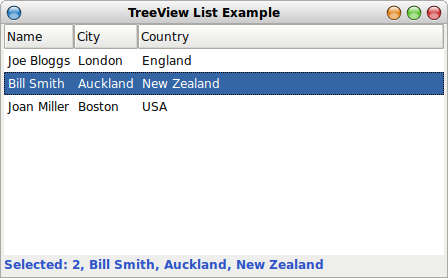 TreeView List Example
Name City Country
Joe Bloggs London England
Bill Smith Auckland New Zealand
Joan Miller Boston USA
Selected: 2, Bill Smith, Auckland, New Zealand